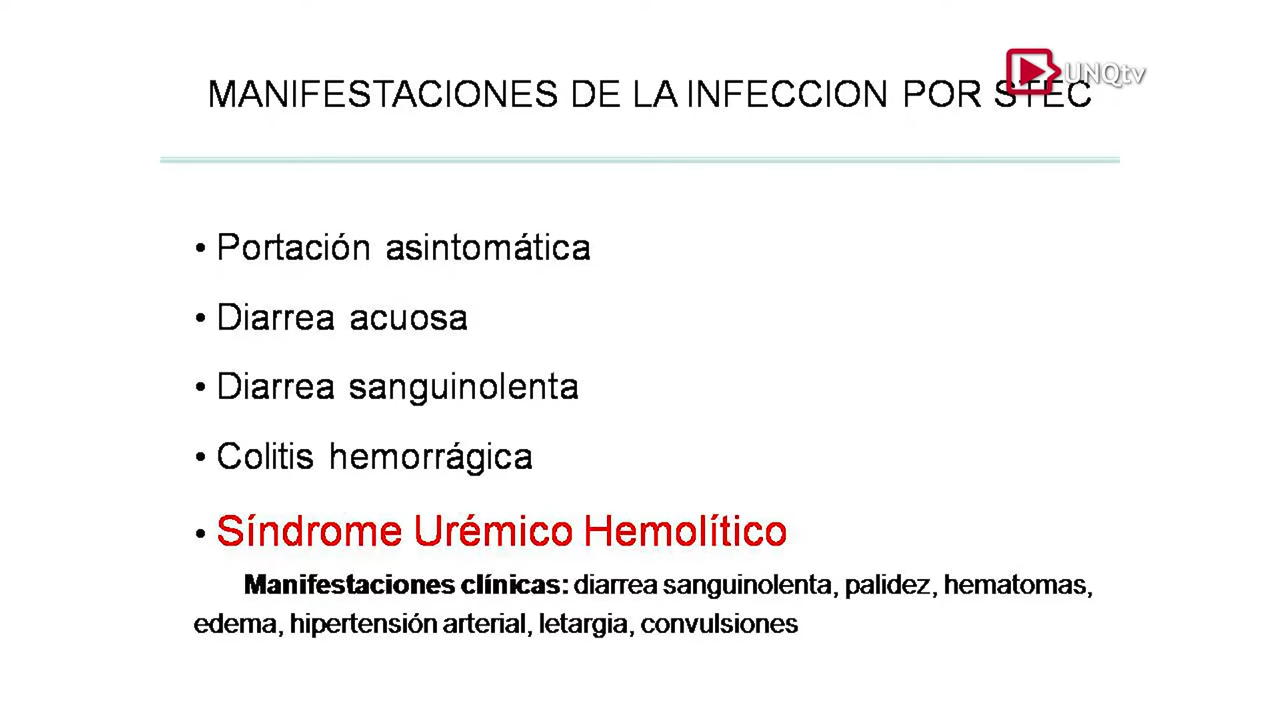 MANIFESTACIONES DE LA INFECCION POR STEC
UNQtv
• Portación asintomática
• Diarrea acuosa
• Diarrea sanguinolenta
• Colitis hemorrágica
• Síndrome Urémico Hemolítico
Manifestaciones clínicas: diarrea sanguinolenta, palidez, hematomas,
edema, hipertensión arterial, letargia, convulsiones